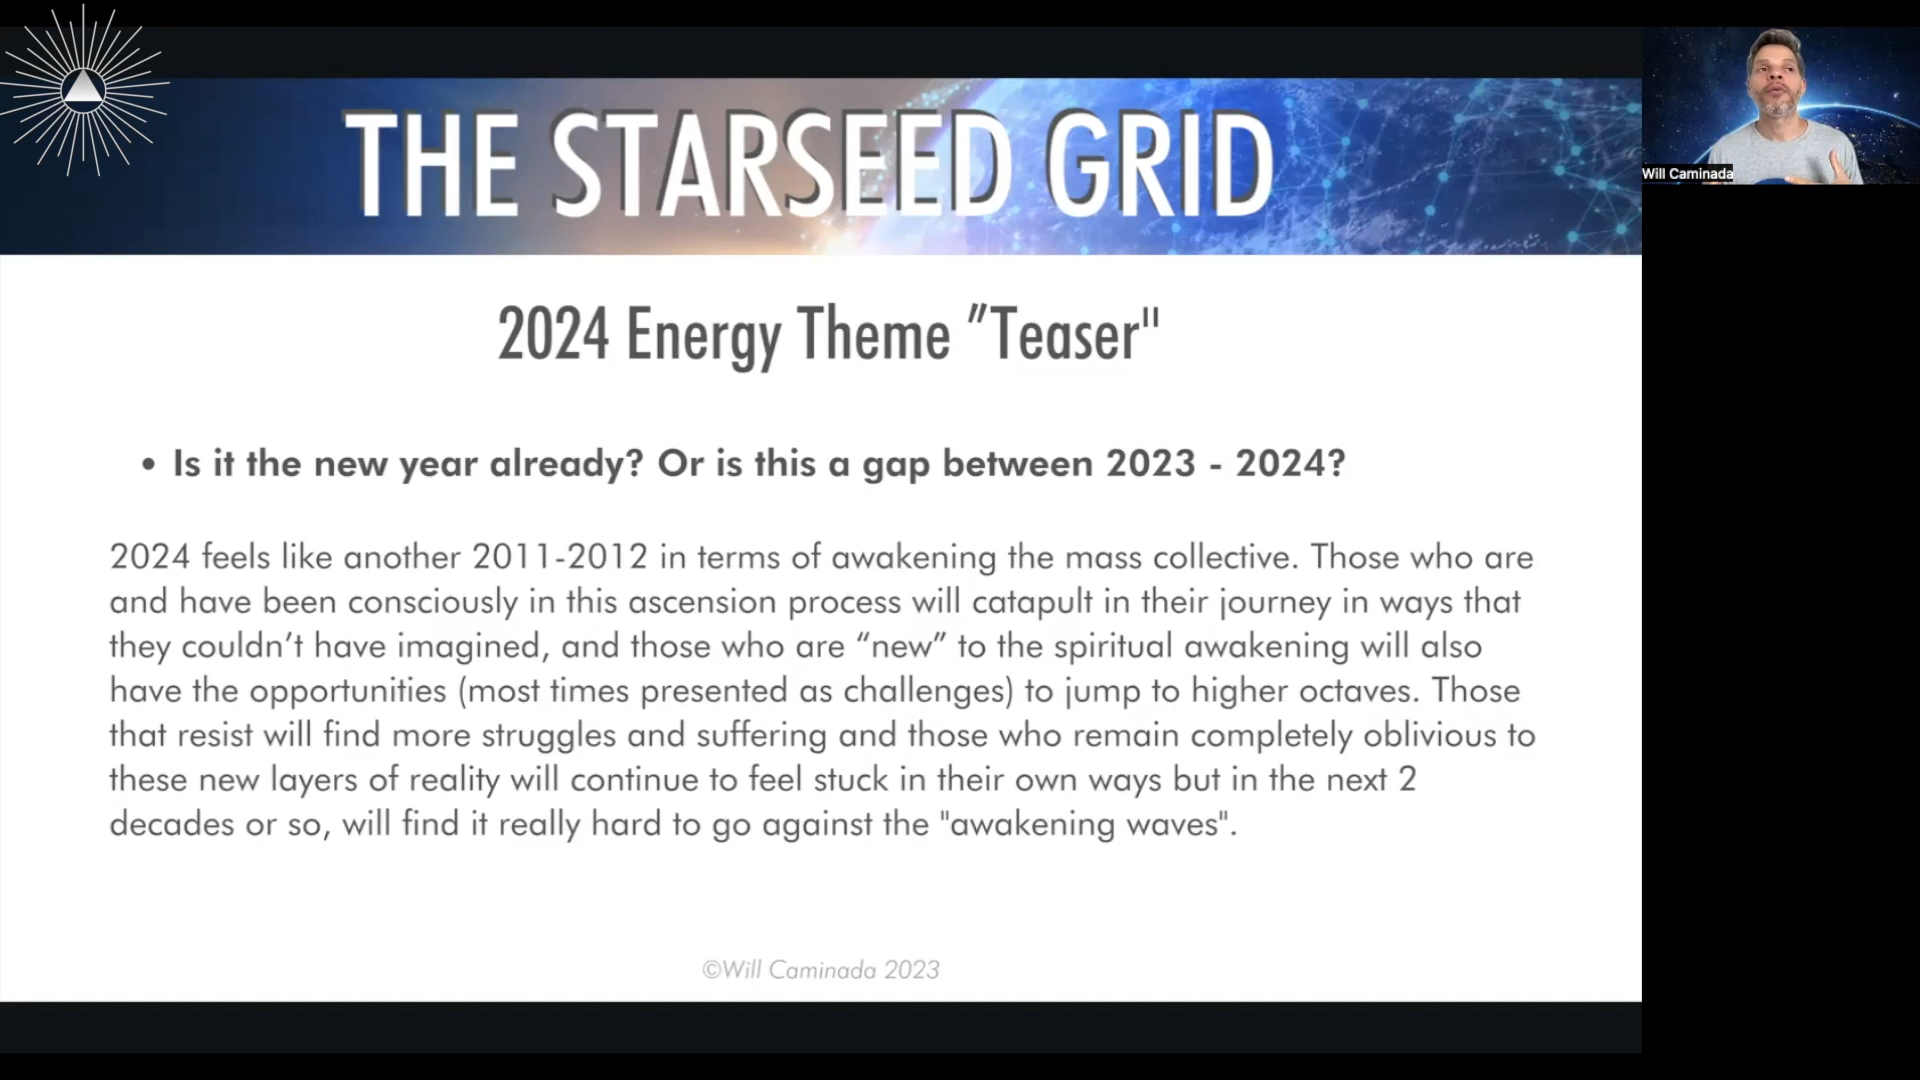 THE STARSEED GRID
Will Caminada
2024 Energy Theme "Teaser"
• Is it the new year already? Or is this a gap between 2023 - 2024?
2024 feels like another 2011-2012 in terms of awakening the mass collective. Those who are
and have been consciously in this ascension process will catapult in their journey in ways that
they couldn’t have imagined, and those who are “new” to the spiritual awakening will also
have the opportunities (most times presented as challenges) to jump to higher octaves. Those
that resist will find more struggles and suffering and those who remain completely oblivious to
these new layers of reality will continue to feel stuck in their own ways but in the next 2
decades or so, will find it really hard to go against the "awakening waves".
©Will Caminada 2023